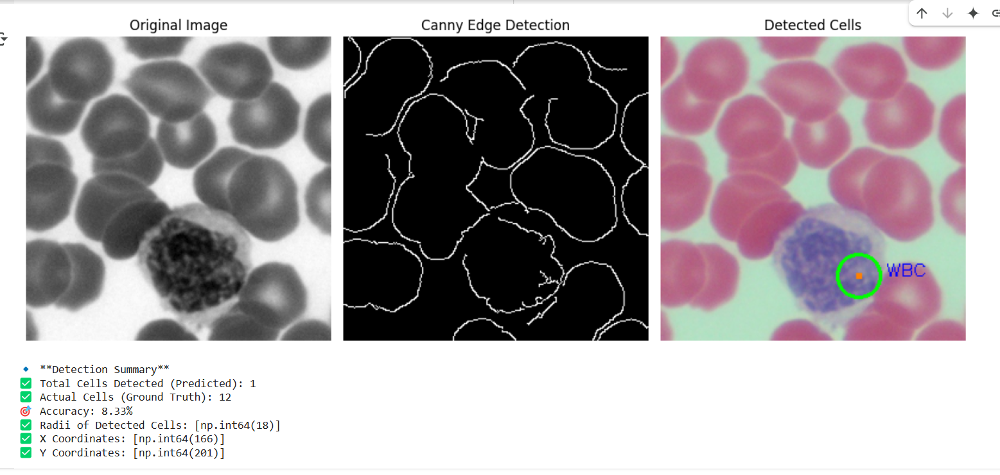 Original Image
Canny Edge Detection
Detected Cells
WBC
**Detection Summary**
Total Cells Detected (Predicted): 1
Actual Cells (Ground Truth): 12
Accuracy: 8.33%
Radii of Detected Cells: [np.int64(18)]
X Coordinates: [np.int64(166)]
Y Coordinates: [np.int64(201)]